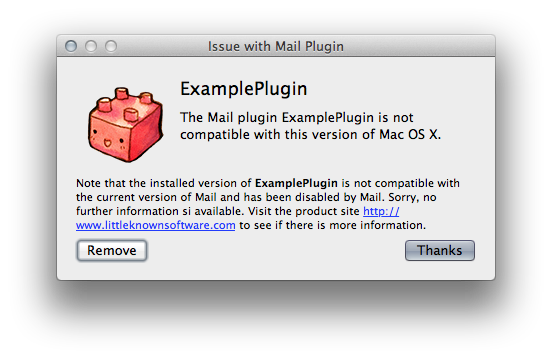 Issue with Mail Plugin
ExamplePlugin
The Mail plugin ExamplePlugin is not
compatible with this version of Mac OS X.
Note that the installed version of ExamplePlugin is not compatible with
the current version of Mail and has been disabled by Mail. Sorry, no
further information si available. Visit the product site http://
www.littleknownsoftware.com to see if there is more information.
Remove
Thanks